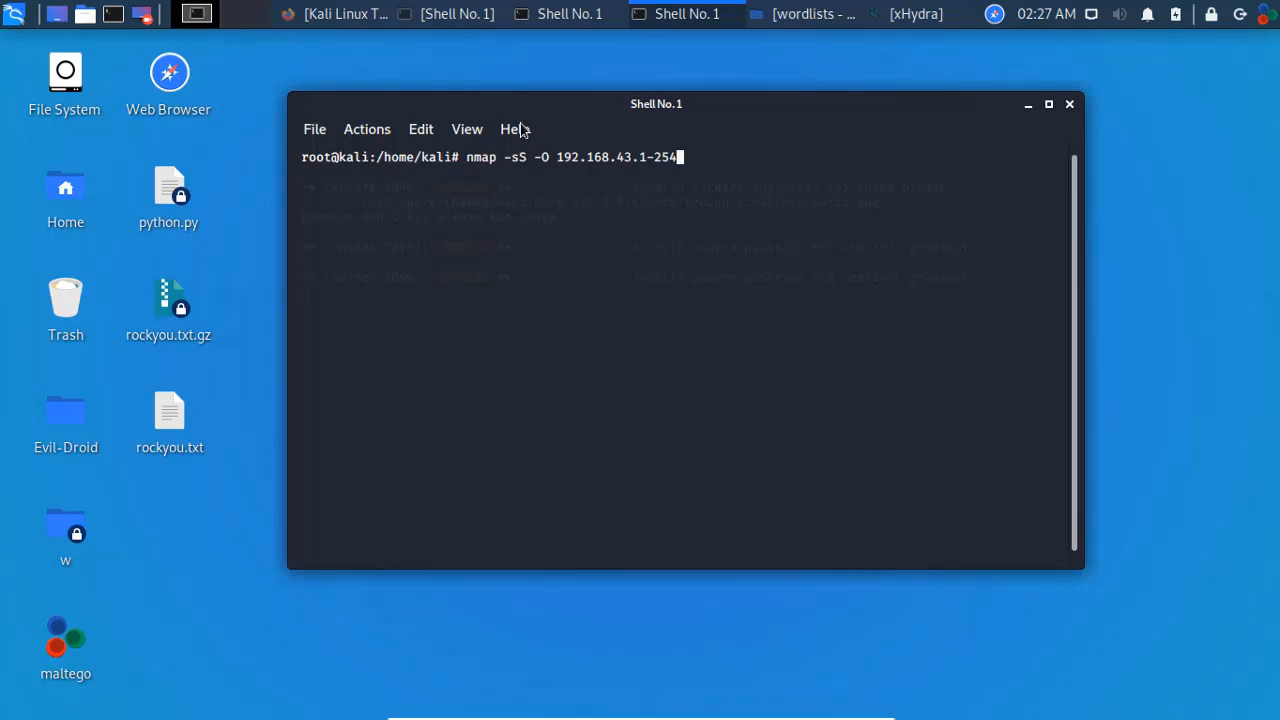 [Kali Linux T...
[Shell No.1]
Shell No. 1
Shell No. 1
[wordlists - ...
[xHydra]
02:27 AM
File System
Web Browser
Home
python.py
Trash
rockyou.txt.gz
Evil-Droid
rockyou.txt
w
maltego
Shell No.1
File Actions Edit View Help
root@kali:/home/kali# nmap -sS -O 192.168.43.1-254